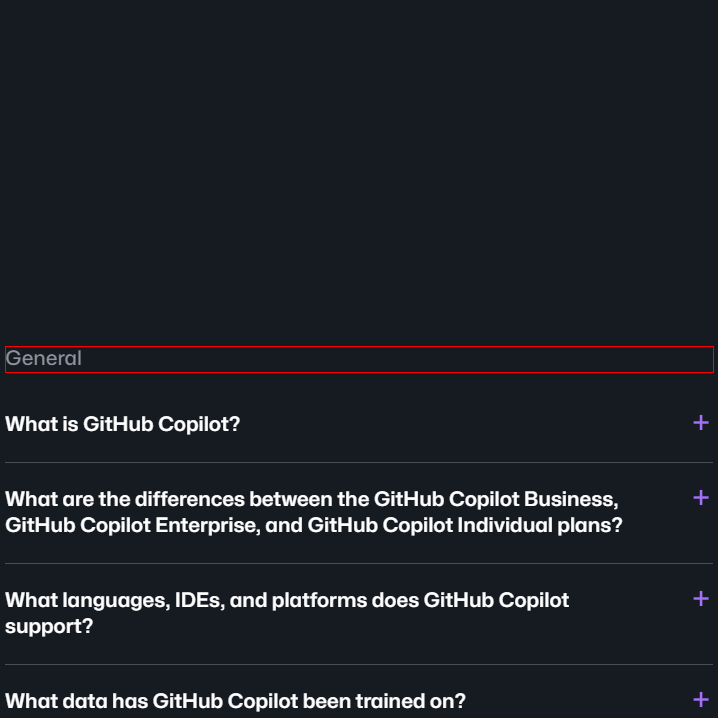 General
What is GitHub Copilot?
What are the differences between the GitHub Copilot Business,
GitHub Copilot Enterprise, and GitHub Copilot Individual plans?
What languages, IDEs, and platforms does GitHub Copilot
support?
What data has GitHub Copilot been trained on?